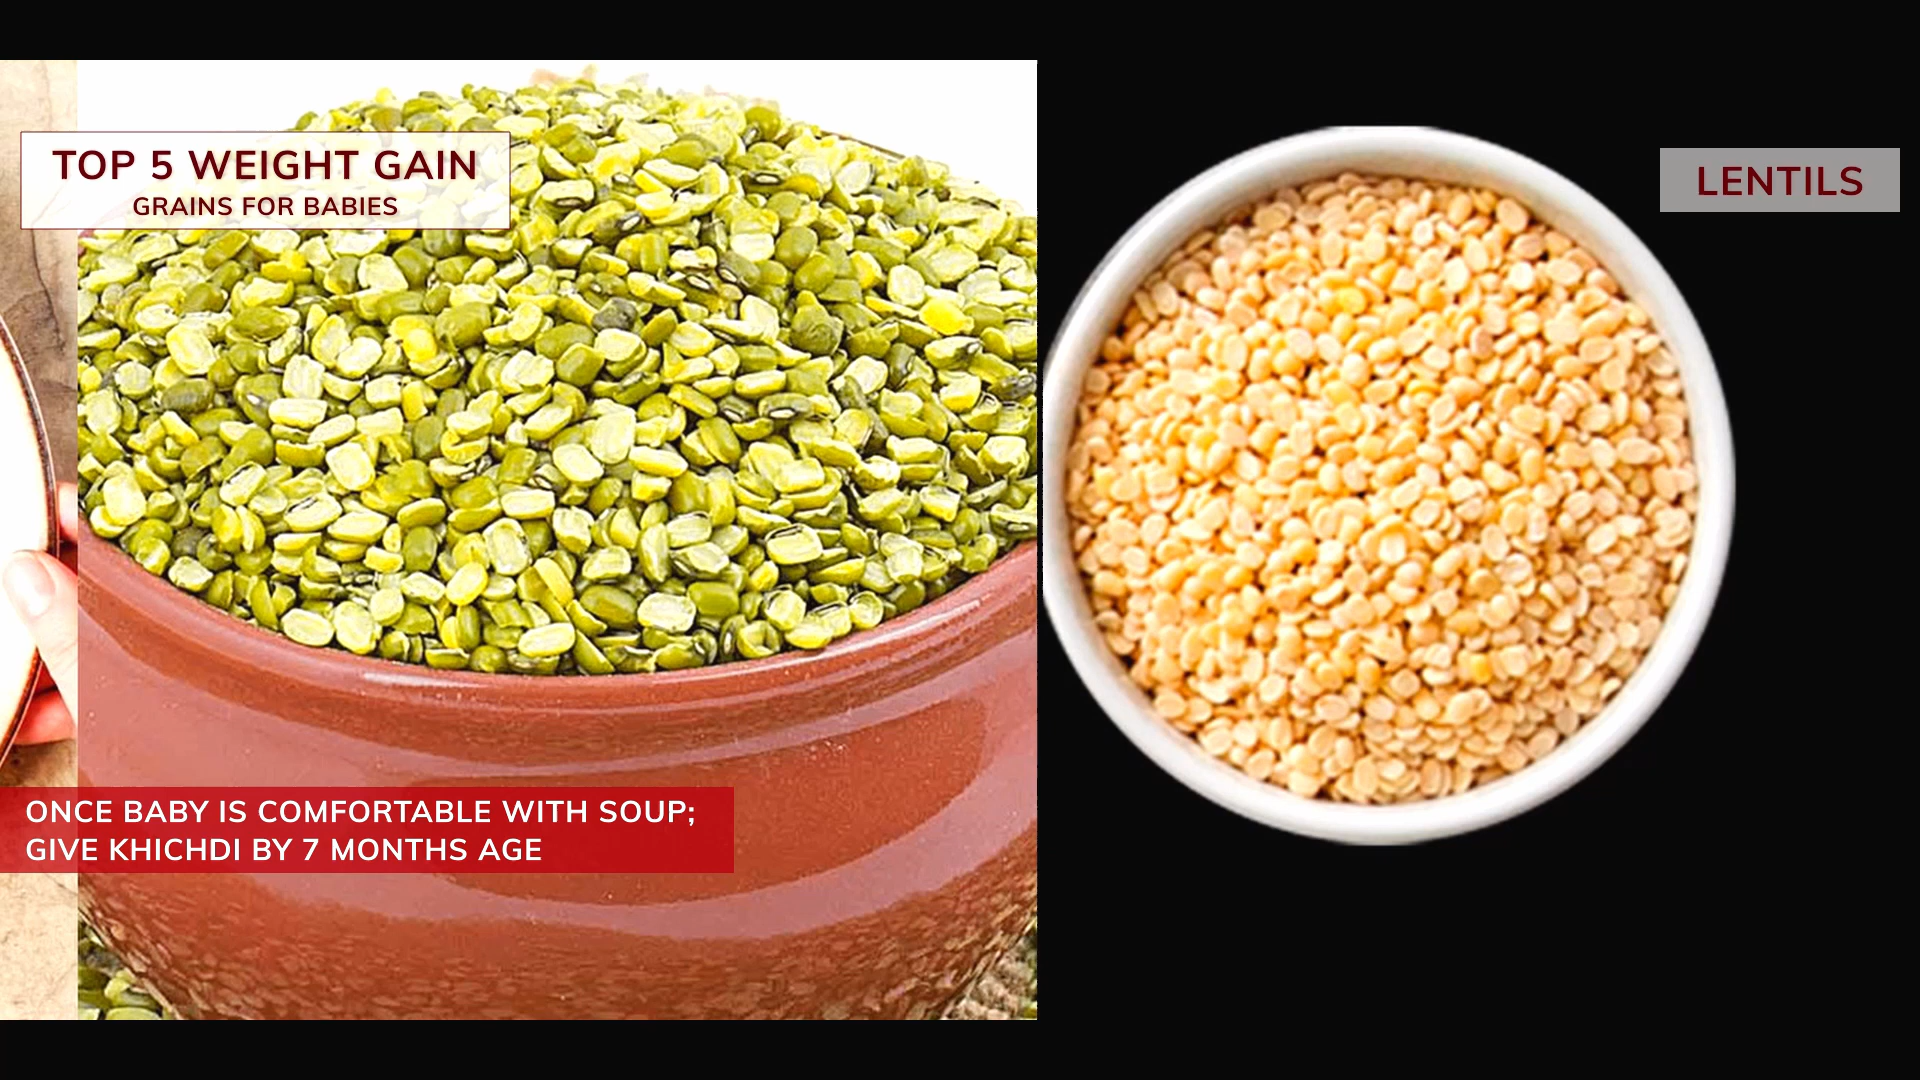 TOP 5 WEIGHT GAIN
GRAINS FOR BABIES
LENTILS
ONCE BABY IS COMFORTABLE WITH SOUP;
GIVE KHICHDI BY 7 MONTHS AGE